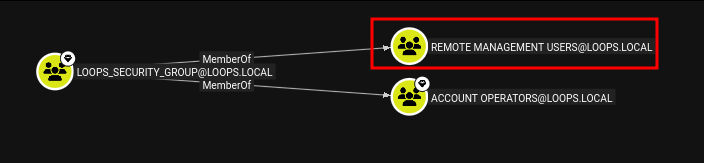 REMOTE MANAGEMENT USERS@LOOPS.LOCAL
MemberOf
LOOPS_SECURITY_GROUP@LOOPS.LOCAL
MemberOf
ACCOUNT OPERATORS@LOOPS.LOCAL